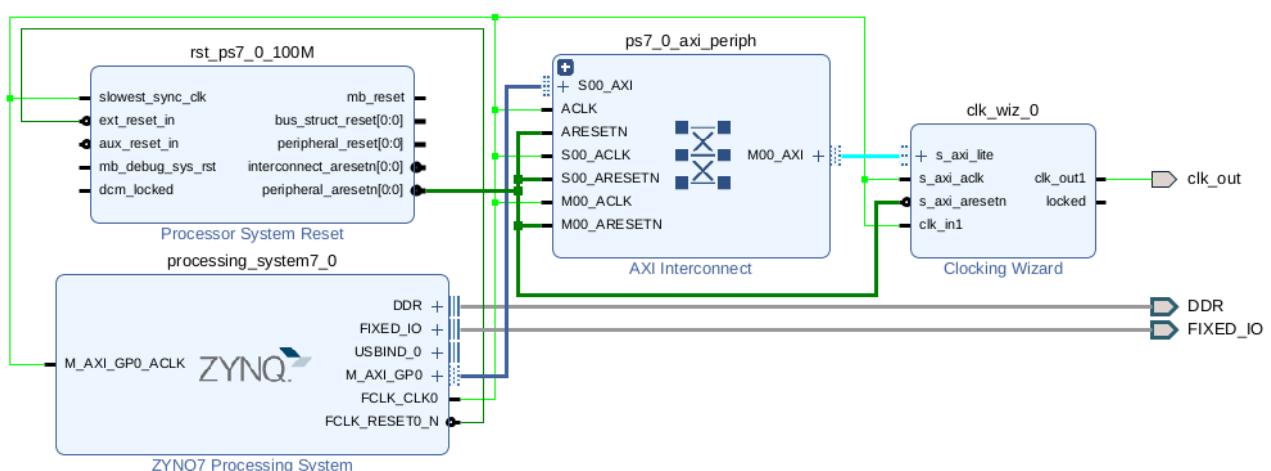 rst_ps7_0_100M
slowest_sync_clk
ext_reset_in
aux_reset_in
mb_debug_sys_rst
dcm_locked
mb_reset
bus_struct_reset[0:0]
peripheral_reset[0:0]
interconnect_aresetn[0:0]
peripheral_aresetn[0:0]
Processor System Reset
processing_system7_0
M_AXI_GP0_ACLK
ZYNQ.
DDR
FIXED_IO
USBIND_0
M_AXI_GP0
FCLK_CLK0
FCLK_RESET0_N
ZYNQ7 Processing System
ps7_0_axi_periph
S00_AXI
ACLK
ARESETN
S00_ACLK
S00_ARESETN
M00_ACLK
M00_ARESETN
M00_AXI
AXI Interconnect
clk_wiz_0
s_axi_lite
s_axi_aclk
s_axi_aresetn
clk_in1
clk_out1
locked
Clocking Wizard
clk_out
DDR
FIXED_IO